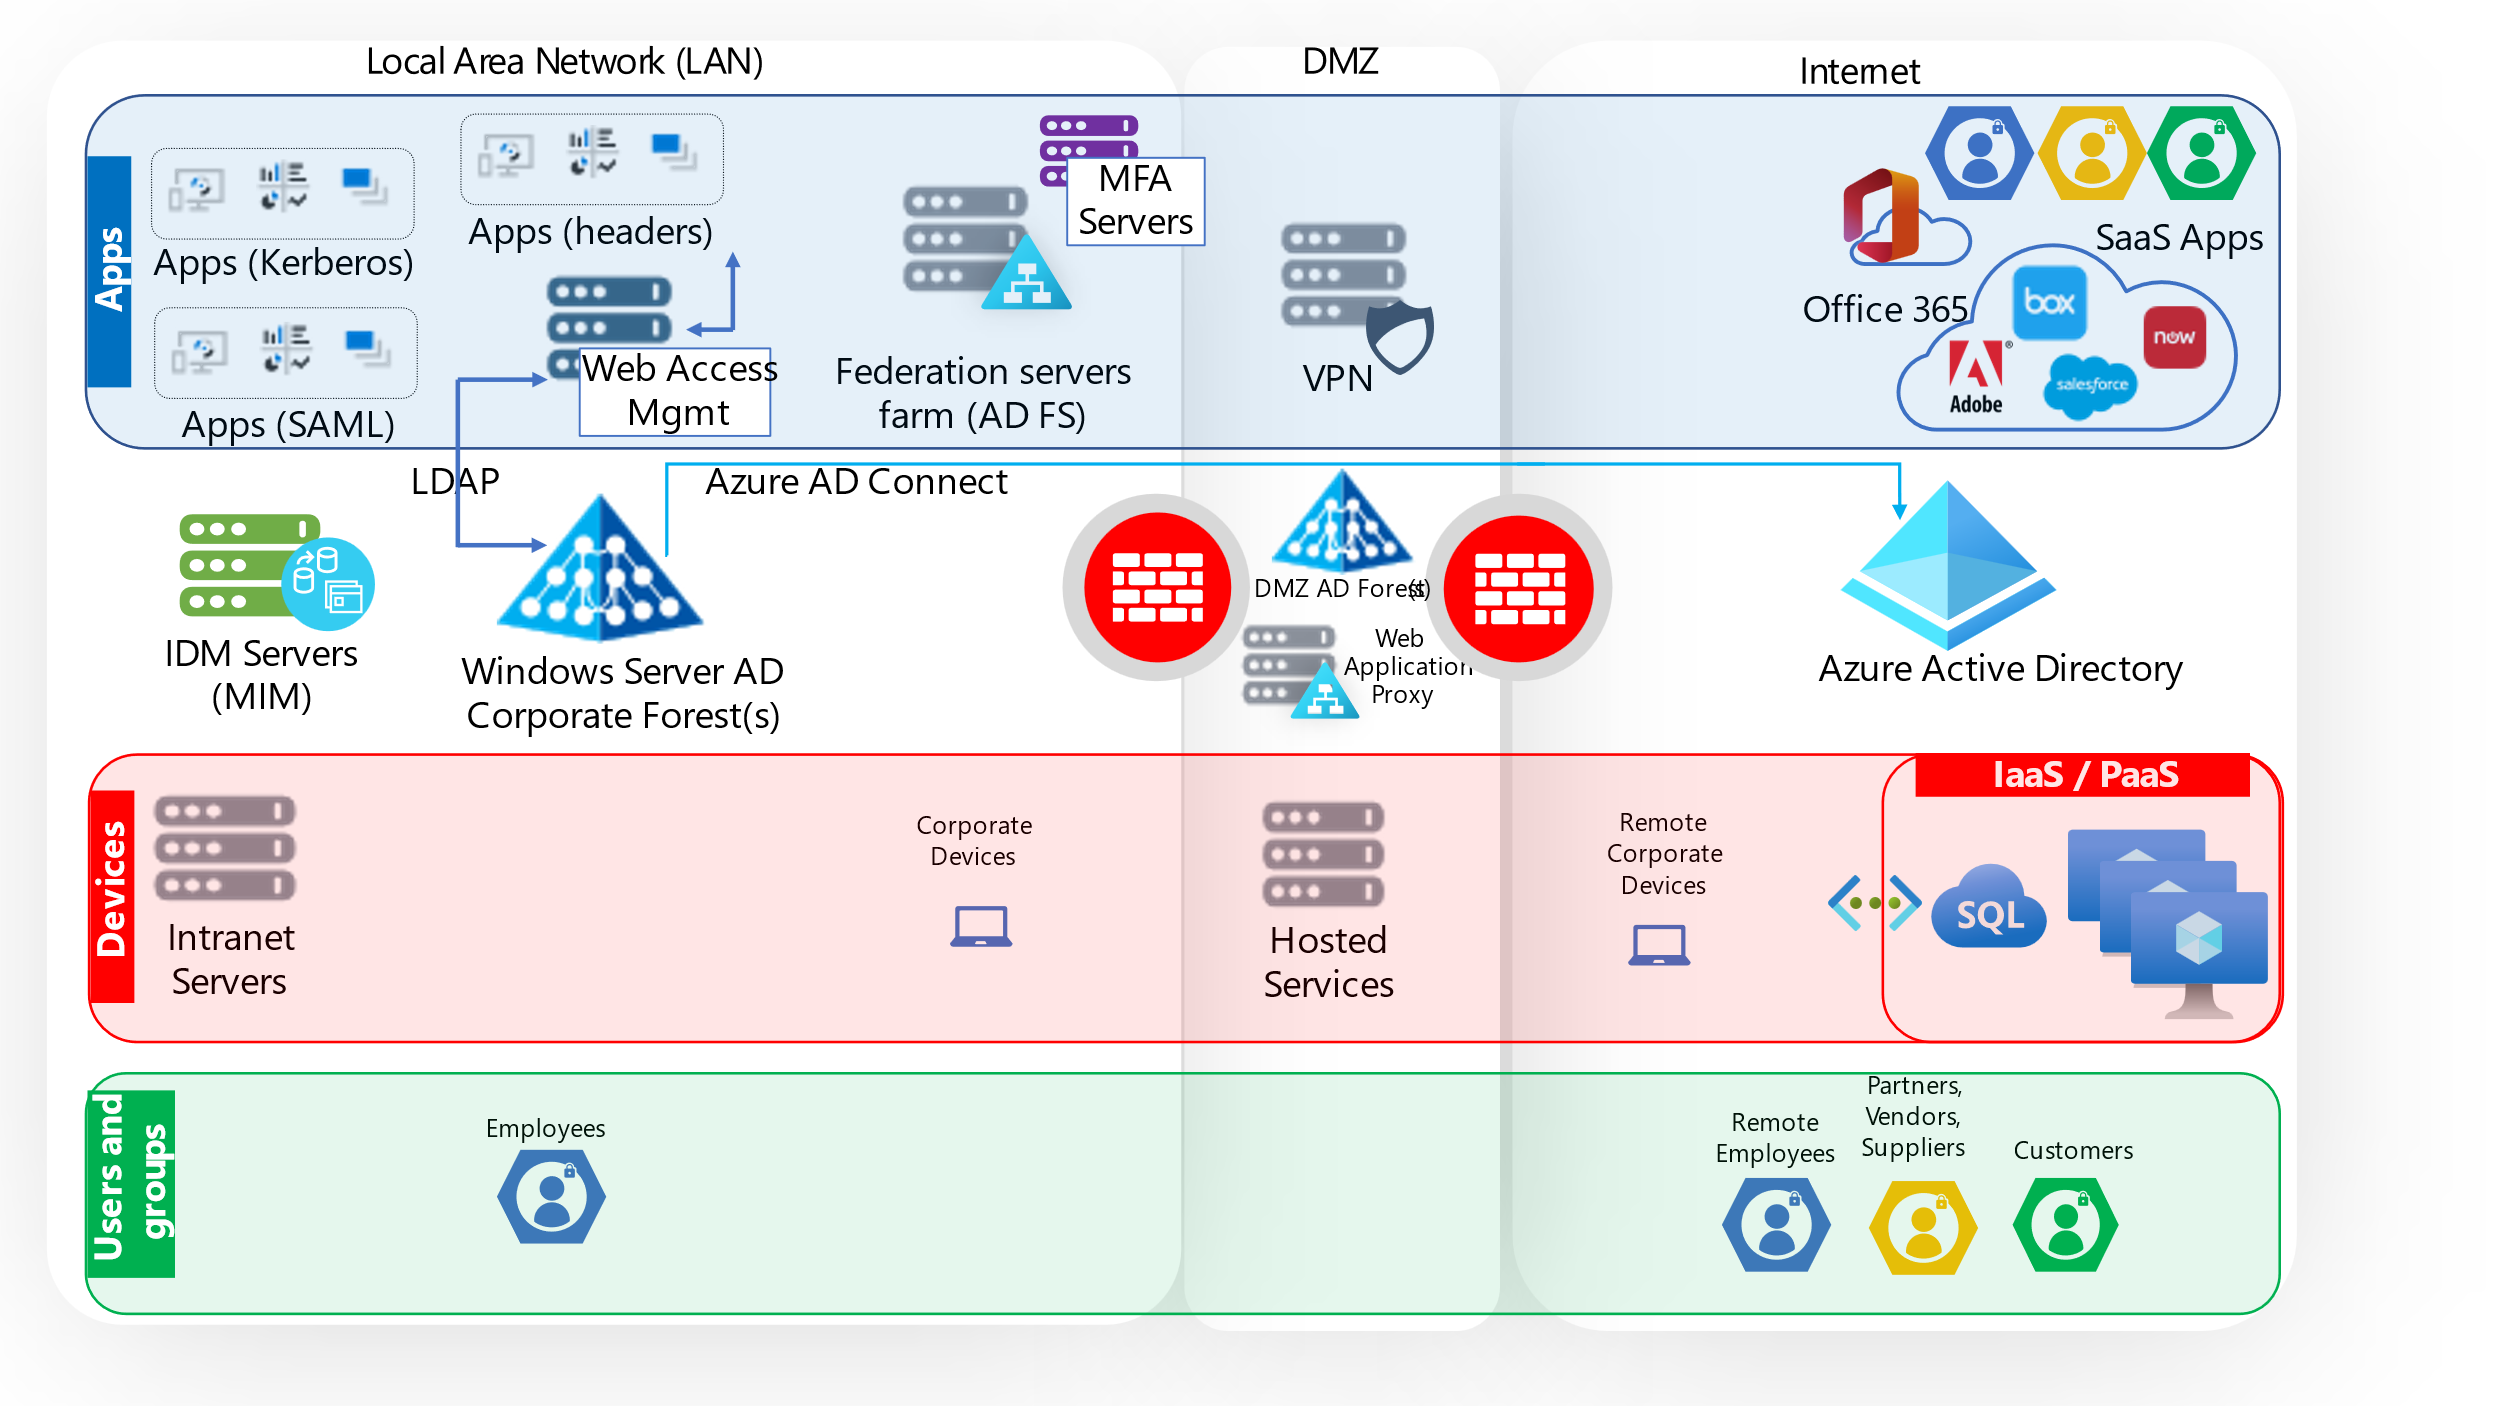 Local Area Network (LAN)
DMZ
Internet
Apps
Apps (Kerberos)
Apps (headers)
Apps (SAML)
Web Access
Mgmt
MFA
Servers
Federation servers
farm (AD FS)
VPN
Office 365
SaaS Apps
box
now
Adobe
®
salesforce
LDAP
Azure AD Connect
IDM Servers
(MIM)
Windows Server AD
Corporate Forest(s)
DMZ AD Forest(s)
Web
Application
Proxy
Azure Active Directory
Devices
Intranet
Servers
Corporate
Devices
Hosted
Services
Remote
Corporate
Devices
IaaS / PaaS
SQL
Users and
groups
Employees
Remote
Employees
Partners,
Vendors,
Suppliers
Customers